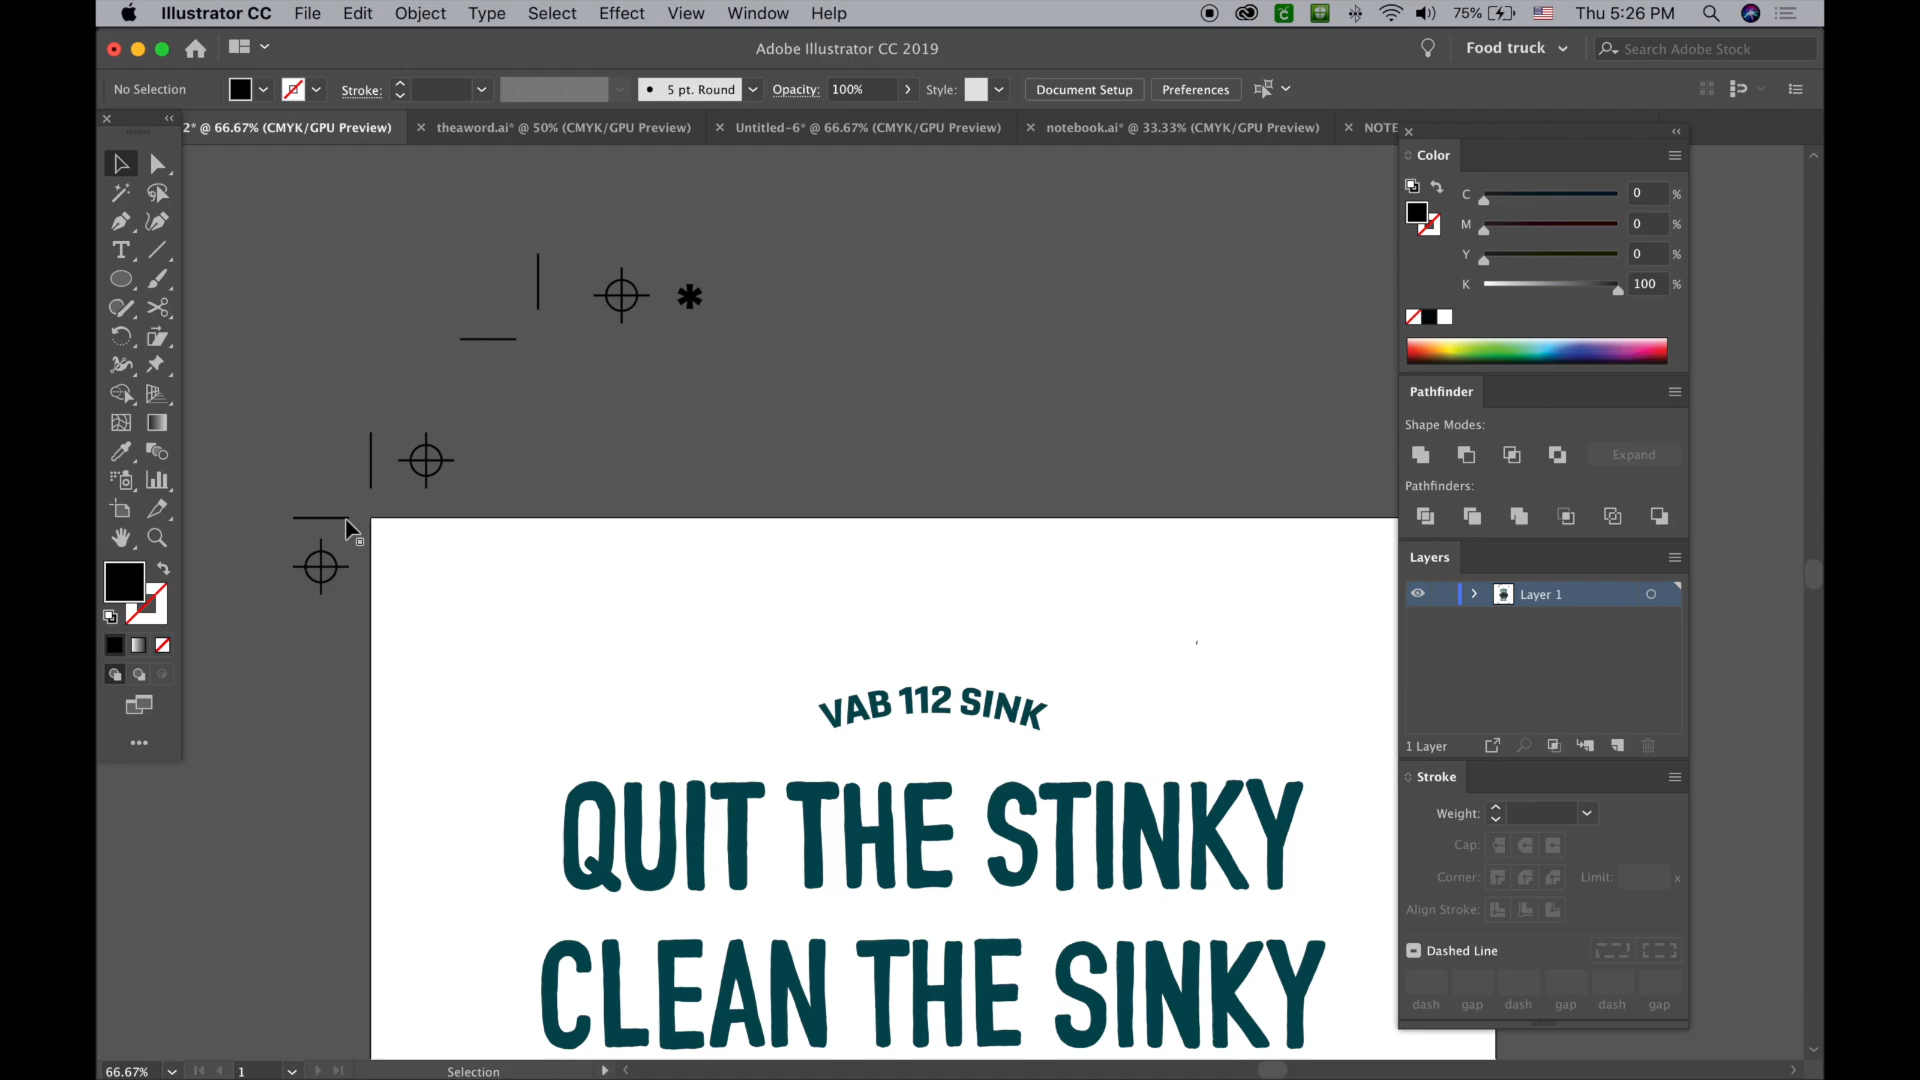 Illustrator CC File Edit Object Type Select Effect View Window Help 75% Thu 5:26 PM
Adobe Illustrator CC 2019 Food truck Search Adobe Stock
No Selection Stroke: 5 pt. Round Opacity: 100% Style: Document Setup Preferences
2* @ 66.67% (CMYK/GPU Preview) theaword.ai* @ 50% (CMYK/GPU Preview) Untitled-6* @ 66.67% (CMYK/GPU Preview) notebook.ai* @ 33.33% (CMYK/GPU Preview) NOTE
Color
C 0 %
M 0 %
Y 0 %
K 100 %
Pathfinder
Shape Modes:
Expand
Pathfinders:
Layers
Layer 1
1 Layer
Stroke
Weight:
Cap:
Corner: Limit: x
Align Stroke:
Dashed Line
dash gap dash gap dash gap
*
VAB 112 SINK
QUIT THE STINKY
CLEAN THE SINKY
66.67% 1 Selection